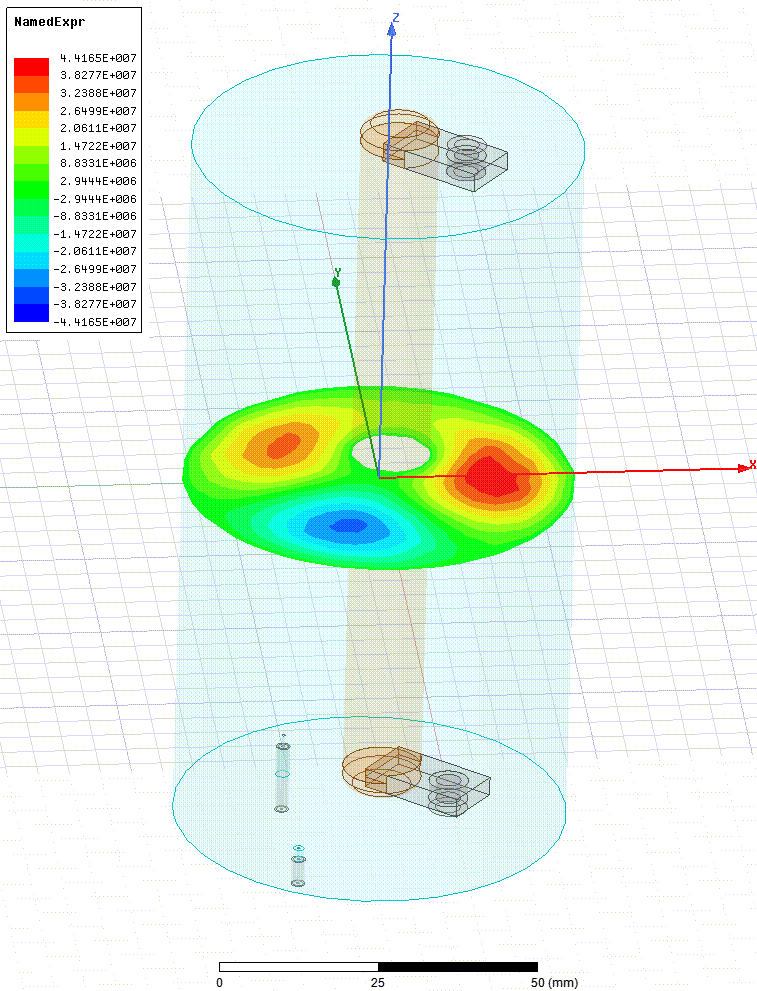 NamedExpr
4.4165E+007
3.8277E+007
3.2388E+007
2.6499E+007
2.0611E+007
1.4722E+007
8.8331E+006
2.9444E+006
-2.9444E+006
-8.8331E+006
-1.4722E+007
-2.0611E+007
-2.6499E+007
-3.2388E+007
-3.8277E+007
-4.4165E+007
Z
Y
X
0 25 50 (mm)